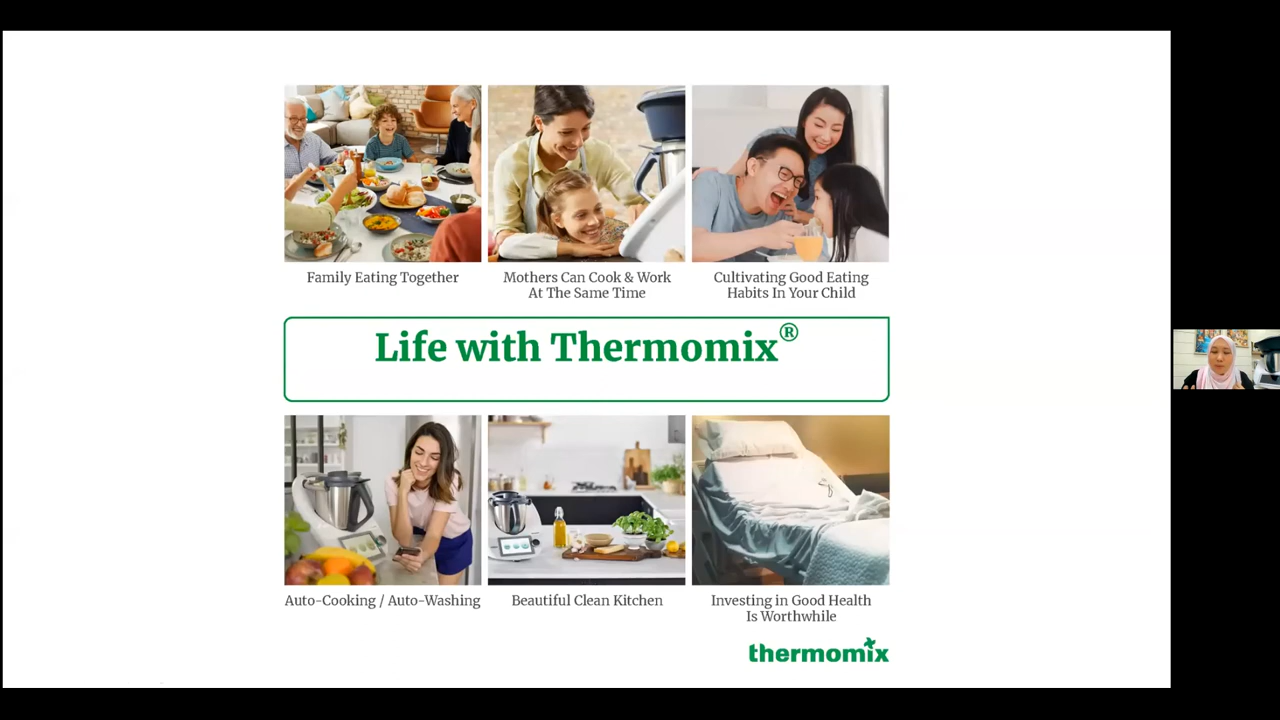 Family Eating Together
Mothers Can Cook & Work
At The Same Time
Cultivating Good Eating
Habits In Your Child
Life with Thermomix®
Auto-Cooking / Auto-Washing
Beautiful Clean Kitchen
Investing in Good Health
Is Worthwhile
thermomix